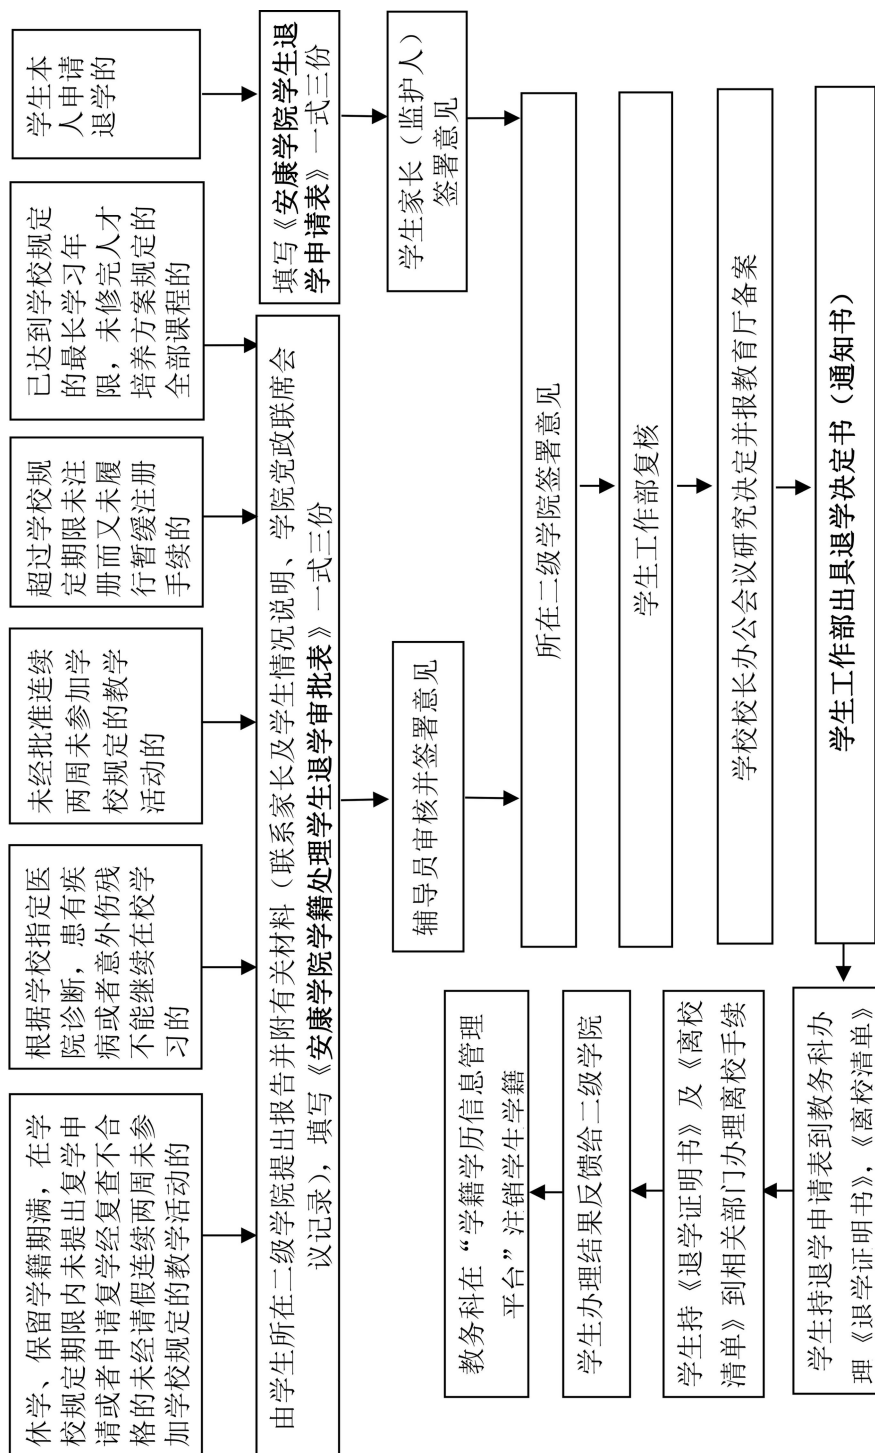 休学、保留学籍期满，在学
校规定期限内未提出复学申
请或者申请复学经复查不合
格的未经请假连续两周未参
加学校规定的教学活动的
根据学校指定医
院诊断，患有疾
病或者意外伤残
不能继续在校学
习的
未经批准连续
两周未参加学
校规定的教学
活动的
超过学校规
定期限未注
册而又未履
行暂缓注册
手续的
已达到学校规定
的最长学习年
限，未修完人才
培养方案规定的
全部课程的
学生本
人申请
退学的
由学生所在二级学院提出报告并附有关材料（联系家长及学生情况说明、学院党政联席会
议记录），填写《安康学院学籍处理学生退学审批表》一式三份
填写《安康学院学生退
学申请表》一式三份
辅导员审核并签署意见
学生家长（监护人）
签署意见
所在二级学院签署意见
学生工作部复核
学校校长办公会议研究决定并报教育厅备案
学生工作部出具退学决定书（通知书）
学生持退学申请表到教务科办
理《退学证明书》，《离校清单》
学生持《退学证明书》及《离校
清单》到相关部门办理离校手续
学生办理结果反馈给二级学院
教务科在“学籍学历信息管理
平台”注销学生学籍